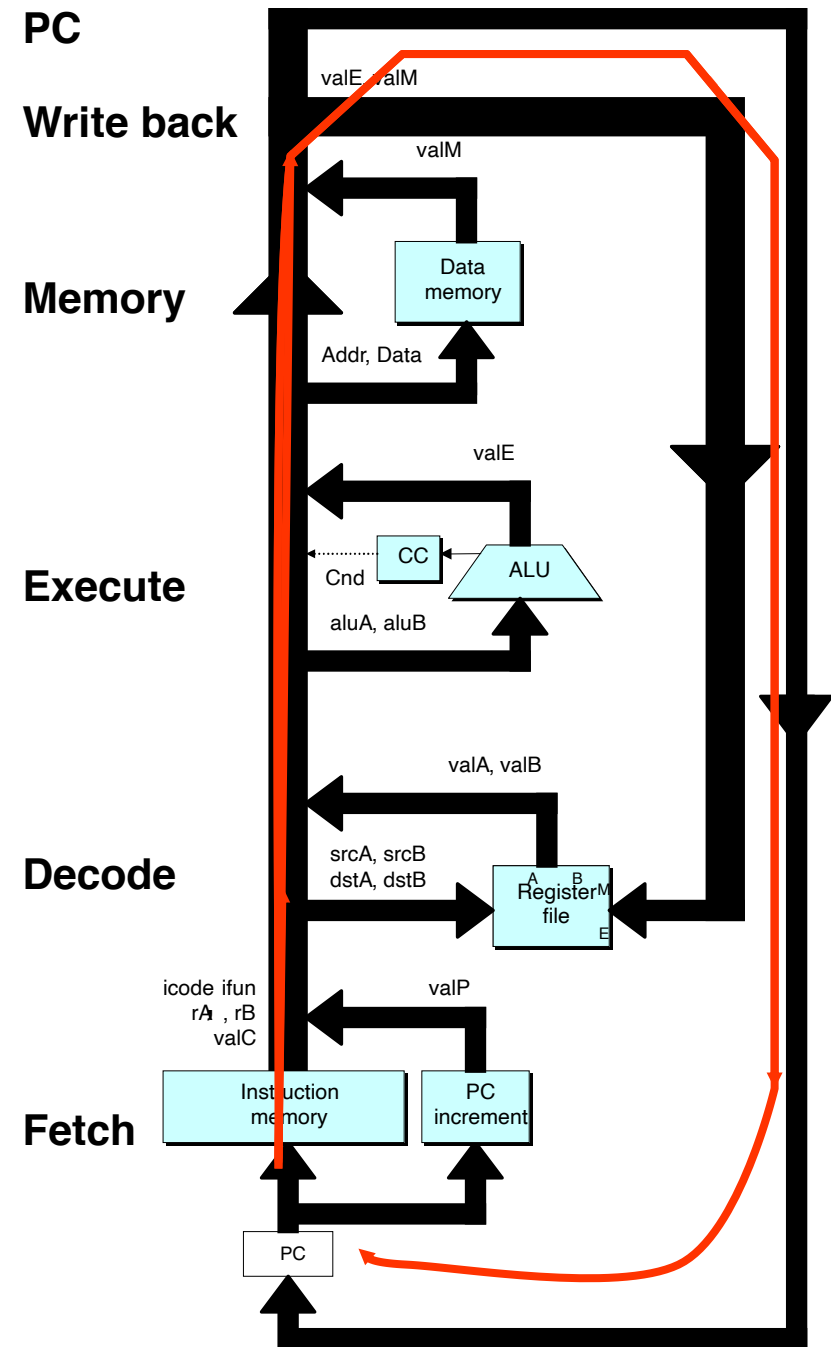 PC
valE, valM
Write back
valM
Data
memory
Memory
Addr, Data
valE
CC
ALU
Cnd
Execute
aluA, aluB
valA, valB
srcA, srcB
dstA, dstB
Decode
A B
Register M
file
E
icode ifun
rA , rB
valC
valP
Instruction
memory
PC
increment
Fetch
PC